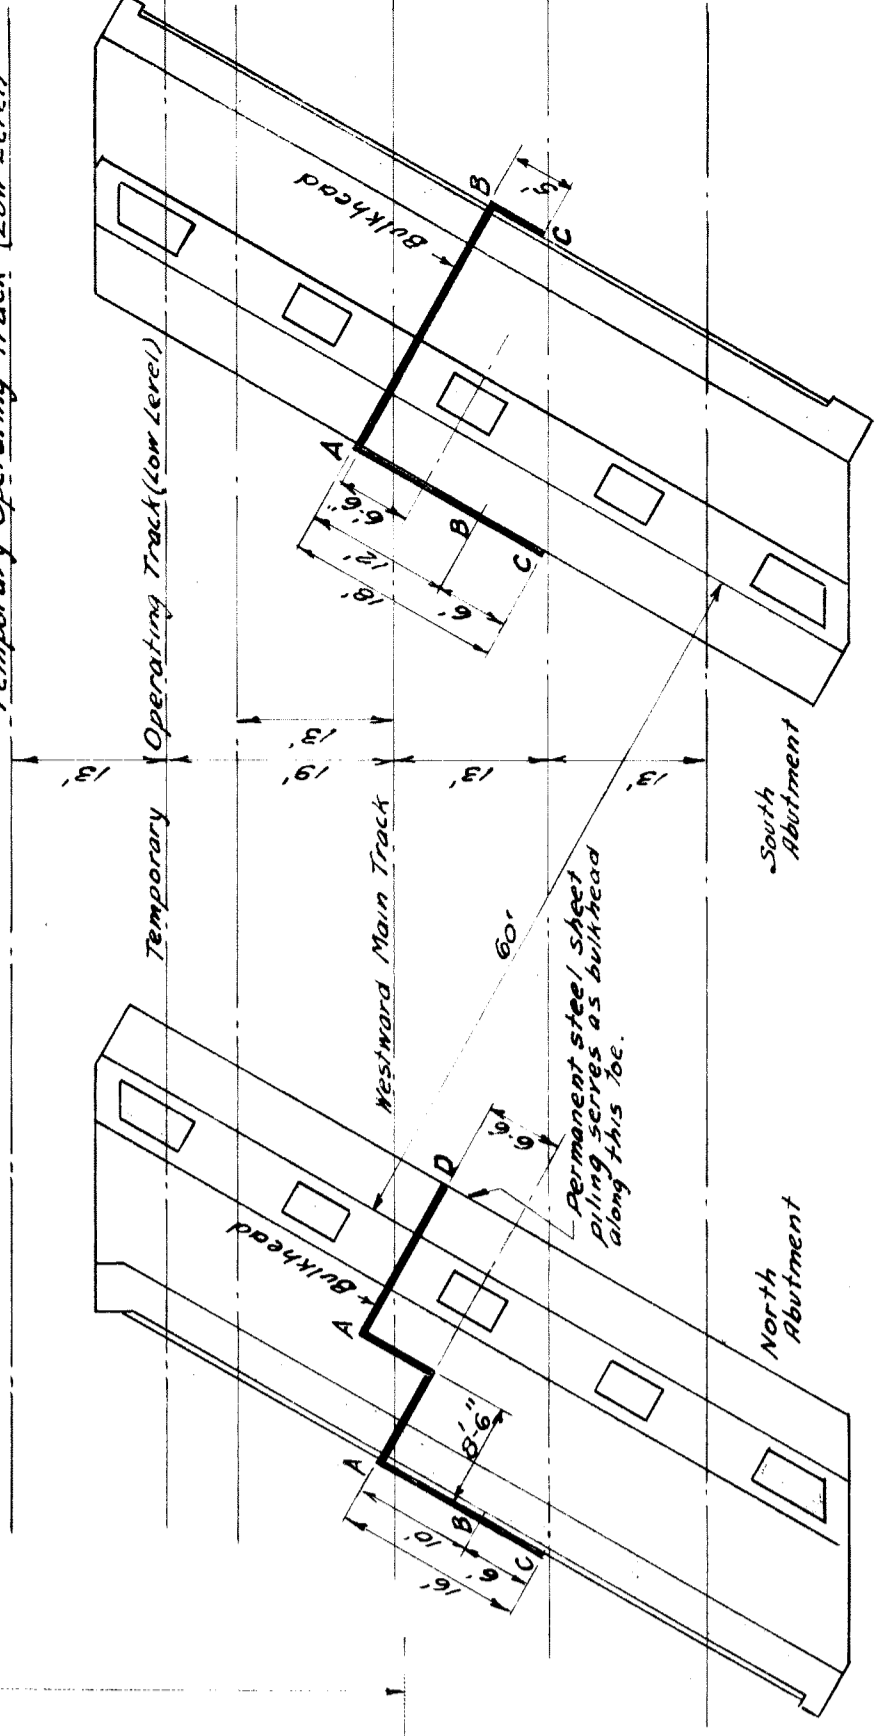 Temporary Operating Track (Low Level)
Temporary Operating Track (Low Level)
13'
19'
13'
13'
13'
Westward Main Track
60'
Bulkhead
A
B
C
5'
6'-6"
12'
18'
6'
B
C
South
Abutment
Bulkhead
A
D
A
B
C
6'-6"
8'-6"
10'
16'
6'
Permanent steel sheet
piling serves as bulkhead
along this toe.
North
Abutment